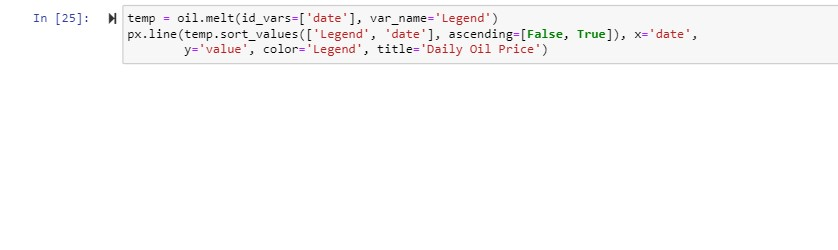 In [25]: temp = oil.melt(id_vars=['date'], var_name='Legend')
px.line(temp.sort_values(['Legend', 'date'], ascending=[False, True]), x='date',
y='value', color='Legend', title='Daily Oil Price')